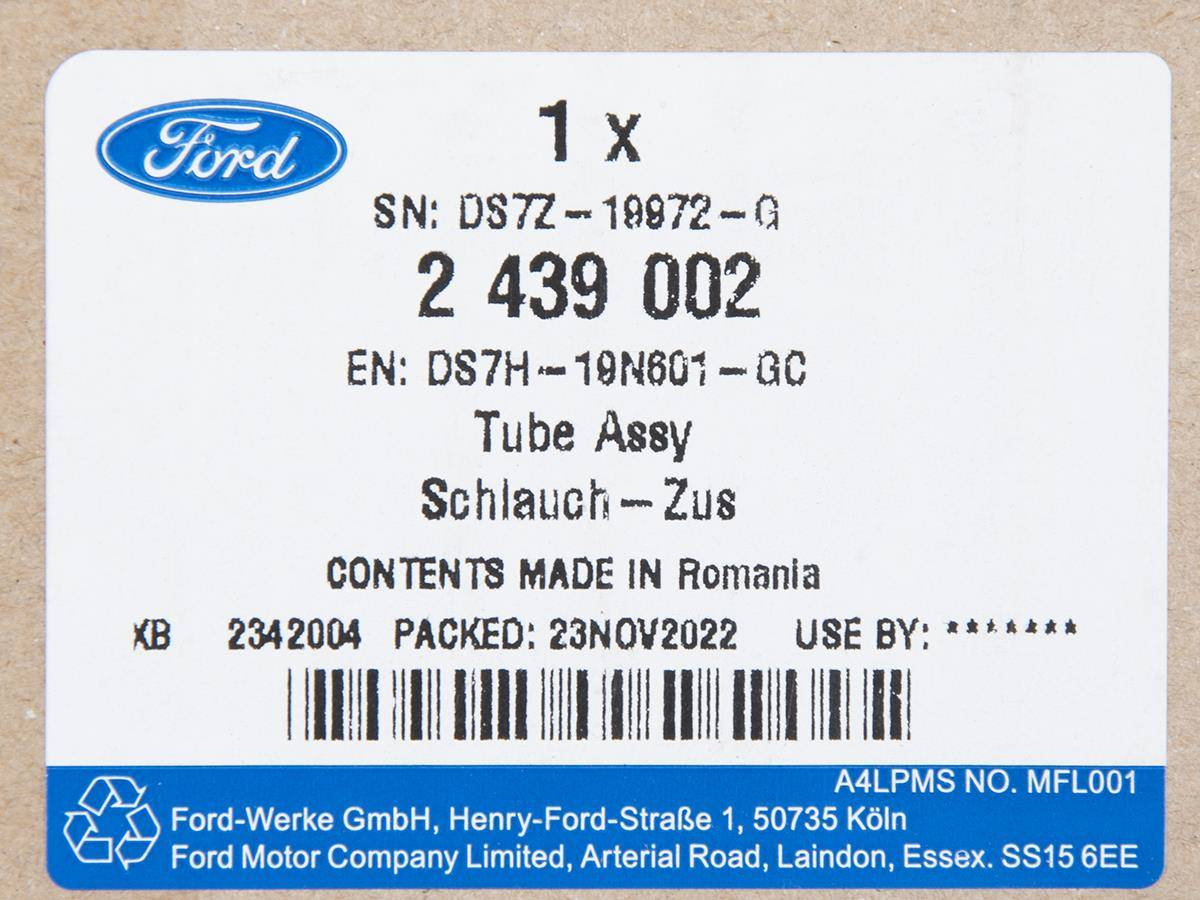 Ford
1 x
SN: DS7Z-19972-G
2 439 002
EN: DS7H-19N601-GC
Tube Assy
Schlauch-Zus
CONTENTS MADE IN Romania
XB 2342004 PACKED: 23NOV2022 USE BY: *******
A4LPMS NO. MFL001
Ford-Werke GmbH, Henry-Ford-Straße 1, 50735 Köln
Ford Motor Company Limited, Arterial Road, Laindon, Essex. SS15 6EE